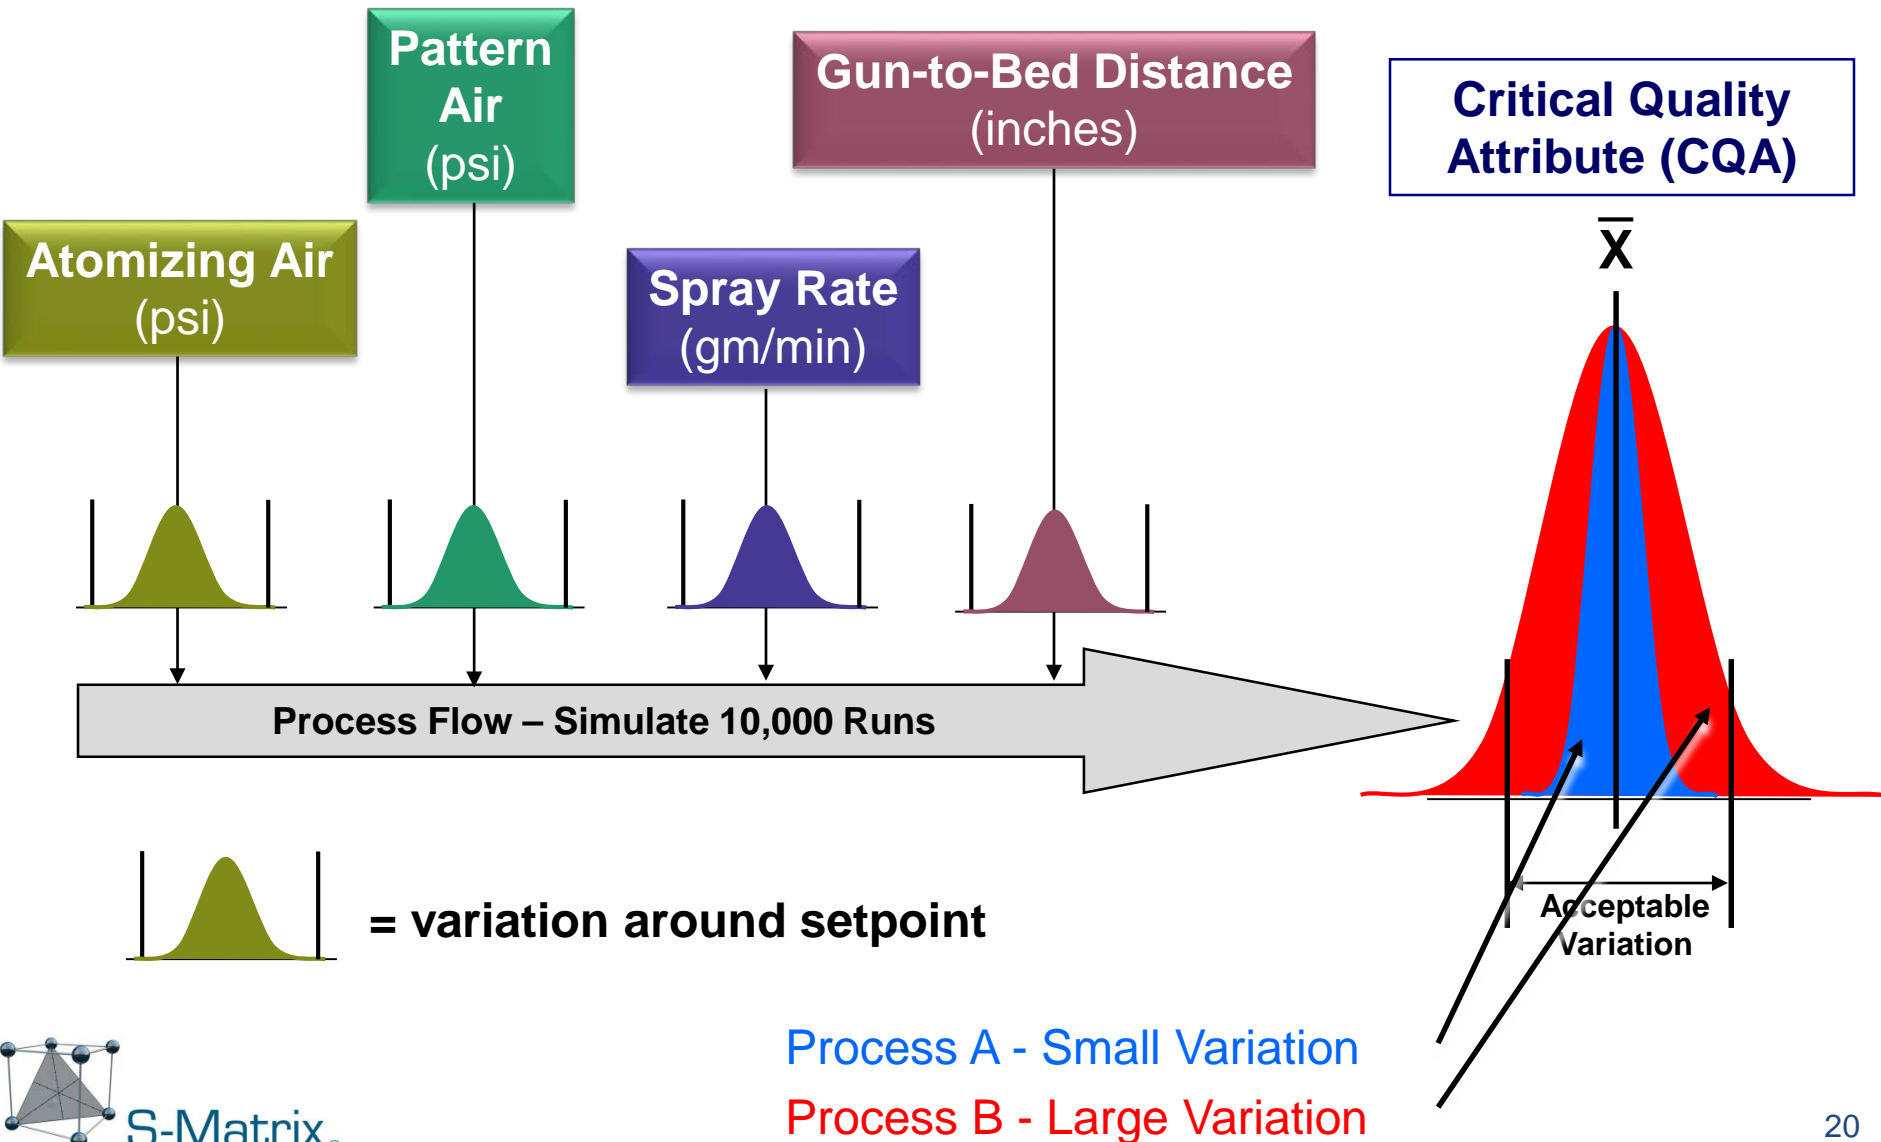 Pattern
Air
(psi)
Gun-to-Bed Distance
(inches)
Critical Quality
Attribute (CQA)
X̅
Atomizing Air
(psi)
Spray Rate
(gm/min)
Process Flow – Simulate 10,000 Runs
= variation around setpoint
Acceptable
Variation
Process A - Small Variation
Process B - Large Variation
S-Matrix®
20